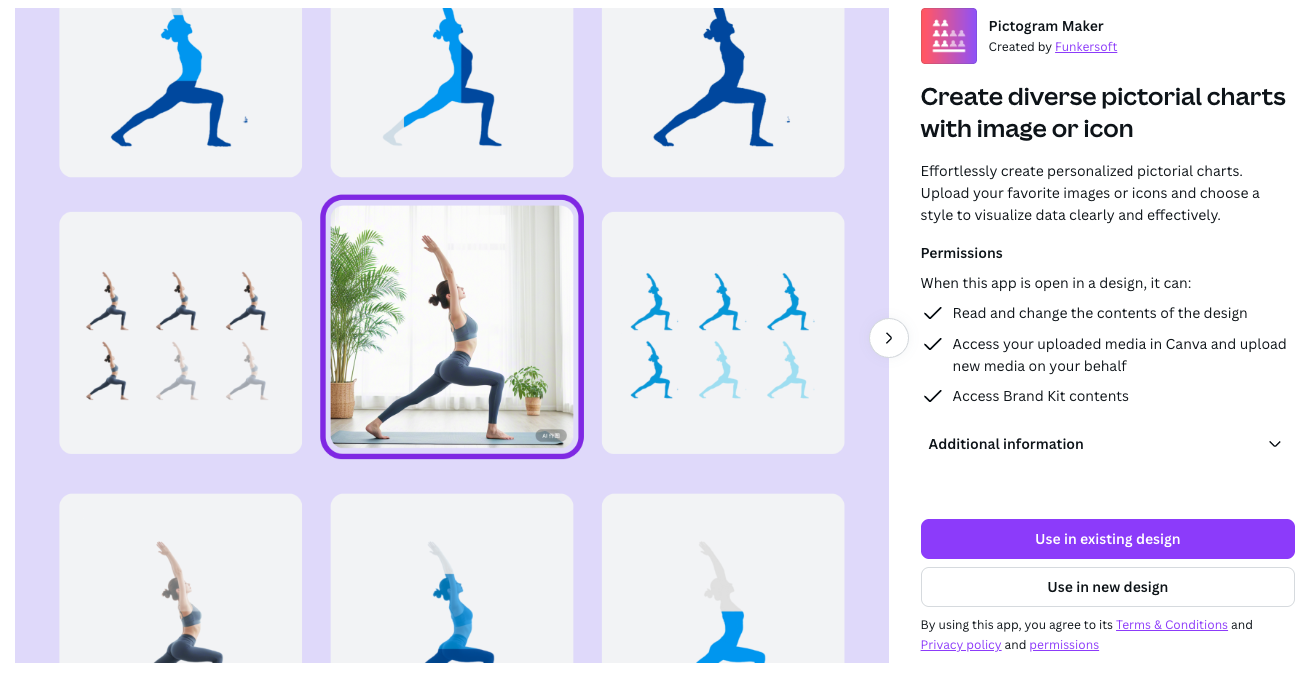 Pictogram Maker
Created by Funkersoft
Create diverse pictorial charts
with image or icon
Effortlessly create personalized pictorial charts.
Upload your favorite images or icons and choose a
style to visualize data clearly and effectively.
Permissions
When this app is open in a design, it can:
Read and change the contents of the design
Access your uploaded media in Canva and upload
new media on your behalf
Access Brand Kit contents
Additional information
Use in existing design
Use in new design
By using this app, you agree to its Terms & Conditions and
Privacy policy and permissions